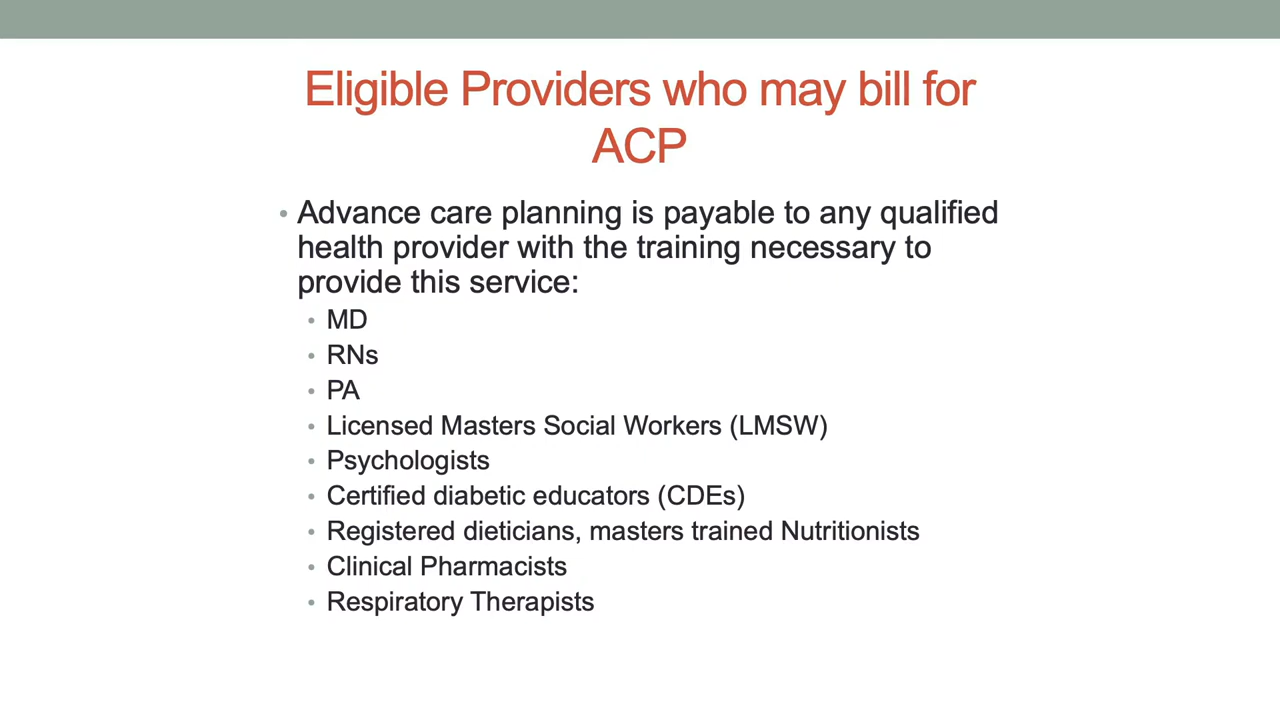 Eligible Providers who may bill for
ACP
• Advance care planning is payable to any qualified
health provider with the training necessary to
provide this service:
• MD
• RNs
• PA
• Licensed Masters Social Workers (LMSW)
• Psychologists
• Certified diabetic educators (CDEs)
• Registered dieticians, masters trained Nutritionists
• Clinical Pharmacists
• Respiratory Therapists